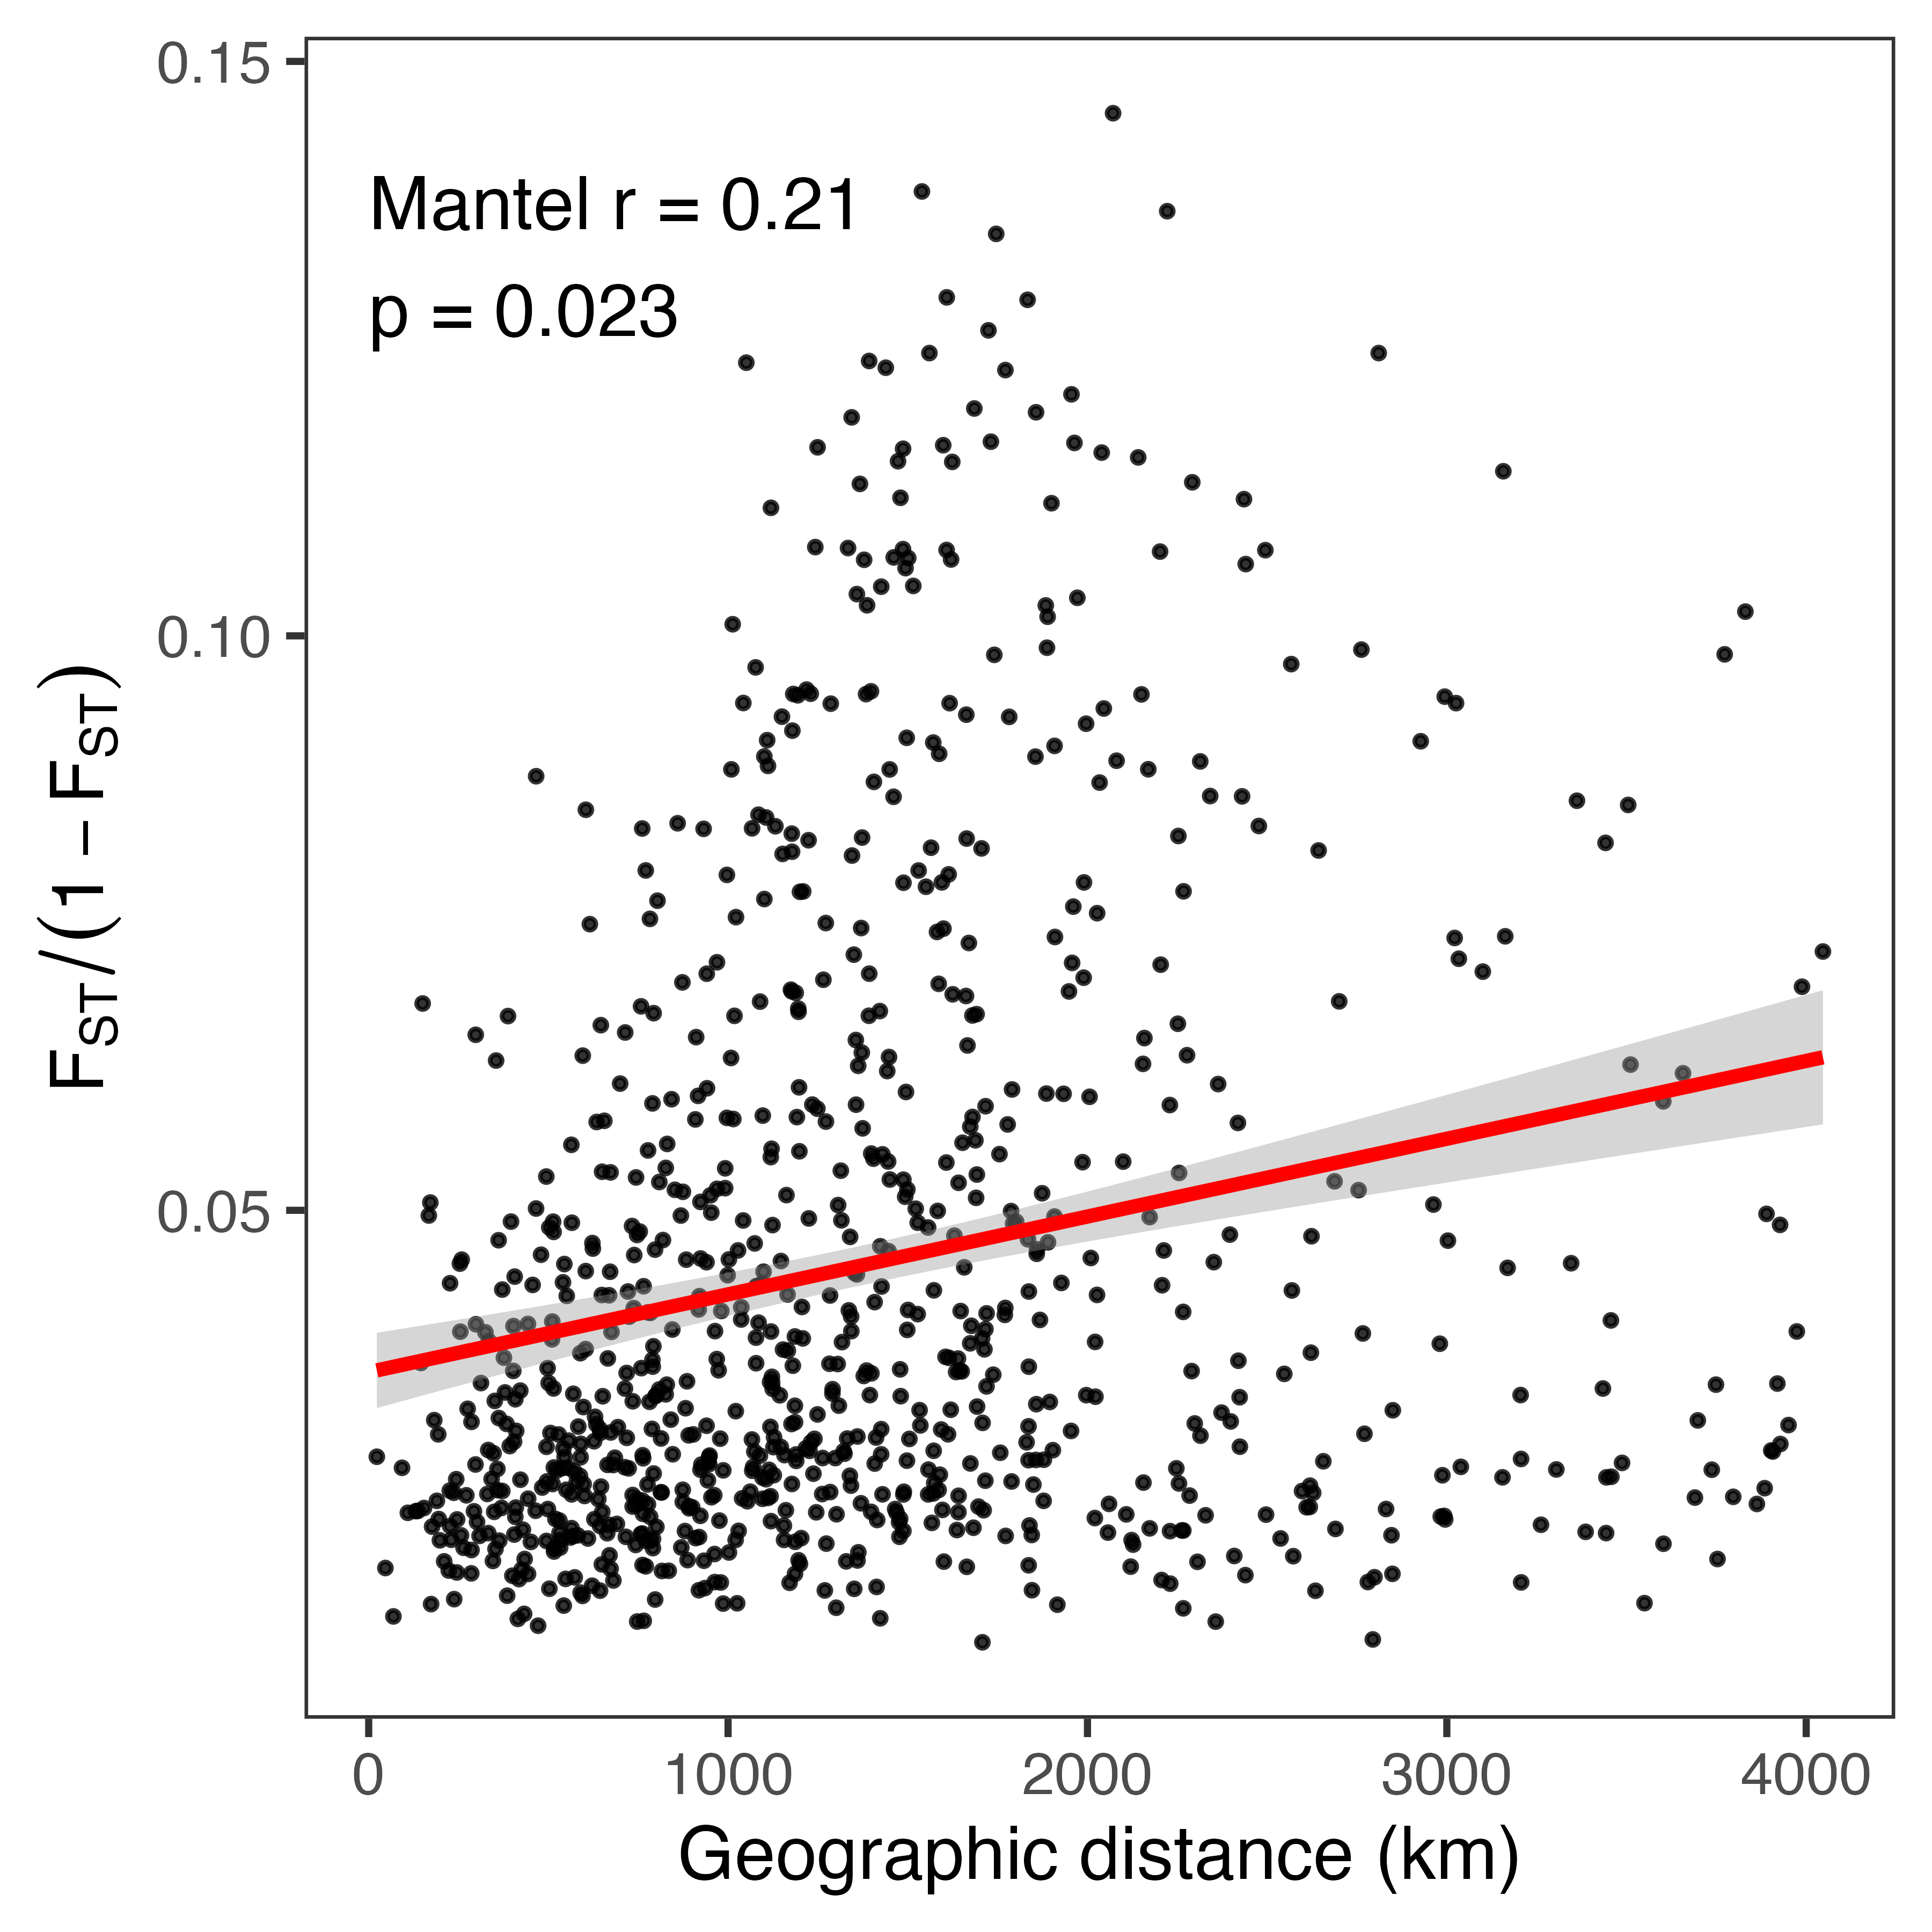 Mantel r = 0.21
p = 0.023
0.15
0.10
0.05
FST/(1 – FST)
0 1000 2000 3000 4000
Geographic distance (km)